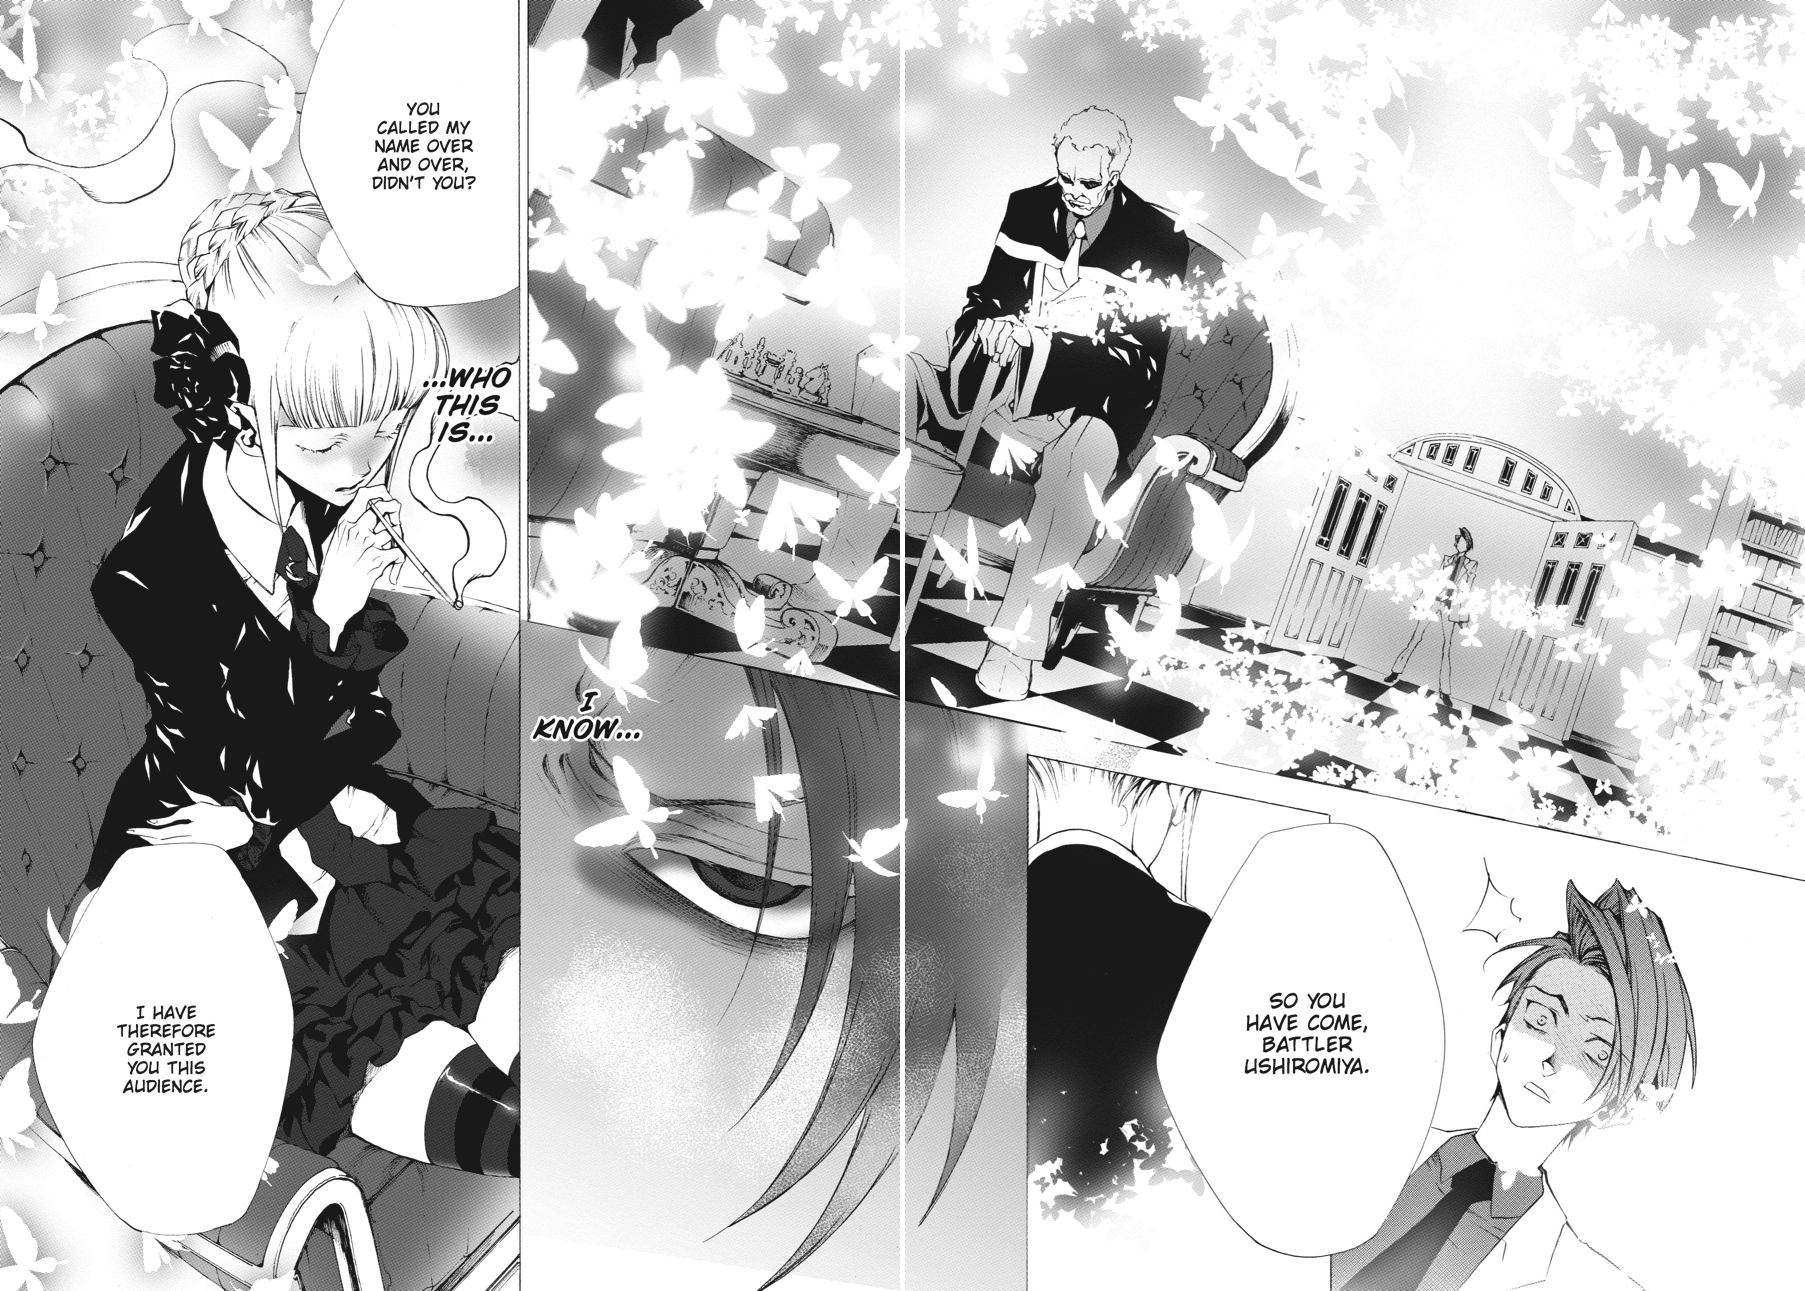 SO YOU
HAVE COME,
BATTLER
USHIROMIYA.
I
KNOW...
...WHO
THIS
IS...
YOU
CALLED MY
NAME OVER
AND OVER,
DIDN'T YOU?
I HAVE
THEREFORE
GRANTED
YOU THIS
AUDIENCE.